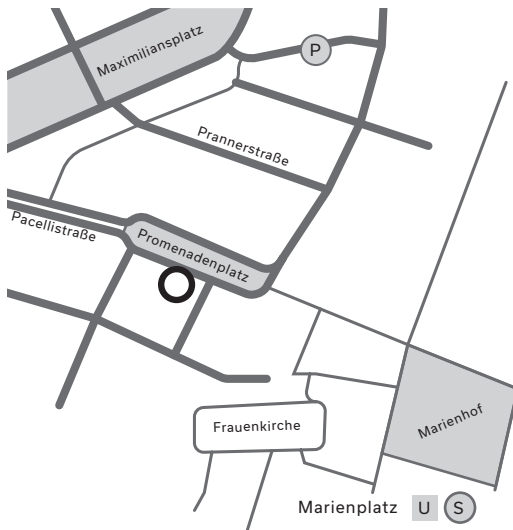 Maximiliansplatz
P
Prannerstraße
Pacellistraße
Promenadenplatz
Marienhof
Frauenkirche
Marienplatz U S